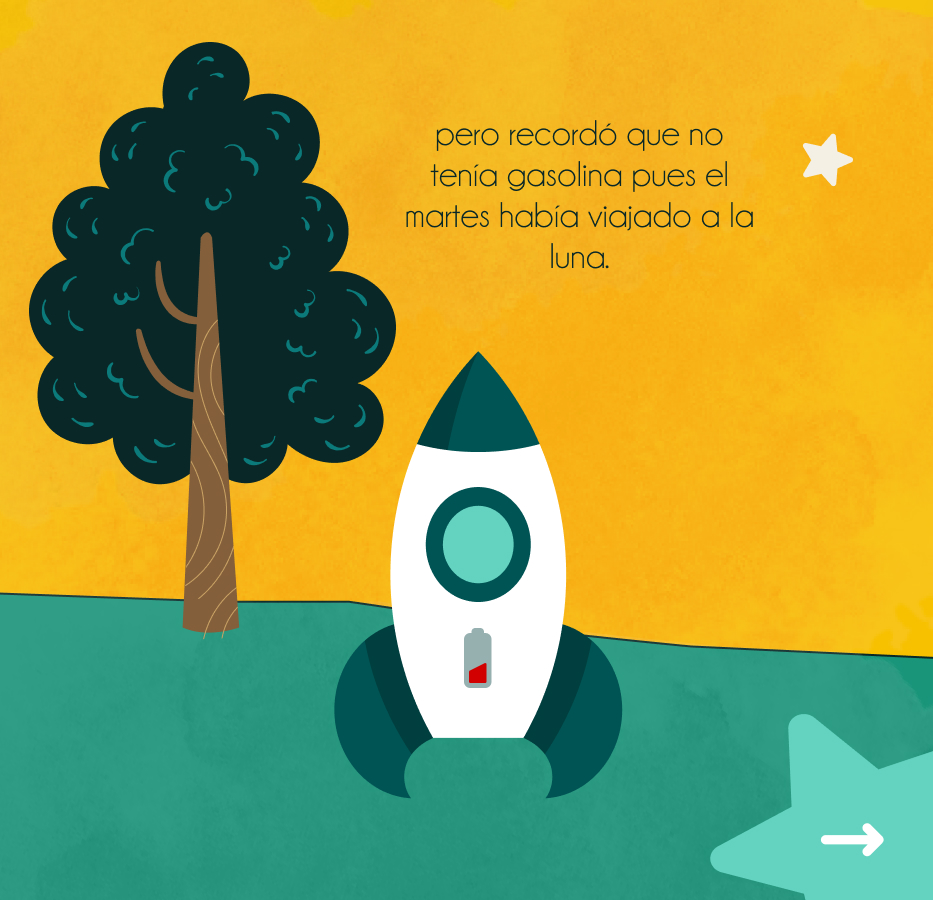 pero recordó que no
tenía gasolina pues el
martes había viajado a la
luna.